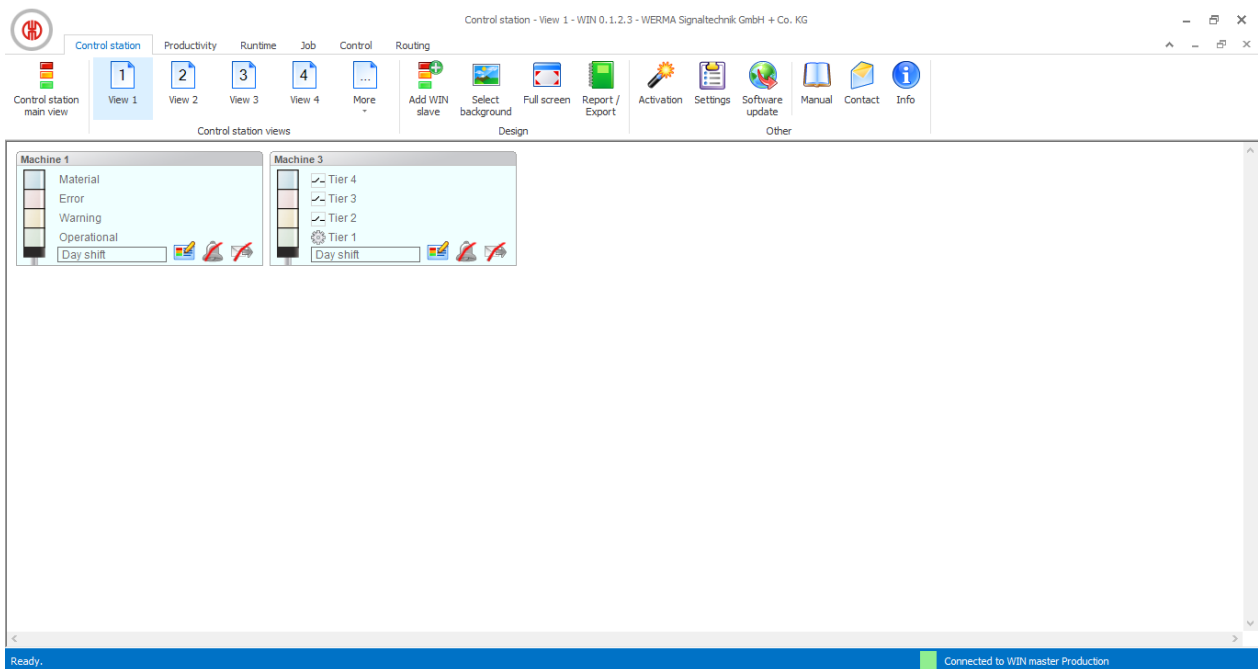 Control station - View 1 - WIN 0.1.2.3 - WERMA Signaltechnik GmbH + Co. KG
Control station Productivity Runtime Job Control Routing
1 2 3 4 ...
Control station main view
View 1 View 2 View 3 View 4 More
Add WIN slave
Select background
Full screen
Report / Export
Activation Settings
Software update
Manual Contact Info
Control station views Design Other
Machine 1
Material
Error
Warning
Operational
Day shift
Machine 3
Tier 4
Tier 3
Tier 2
Tier 1
Day shift
Ready. Connected to WIN master Production